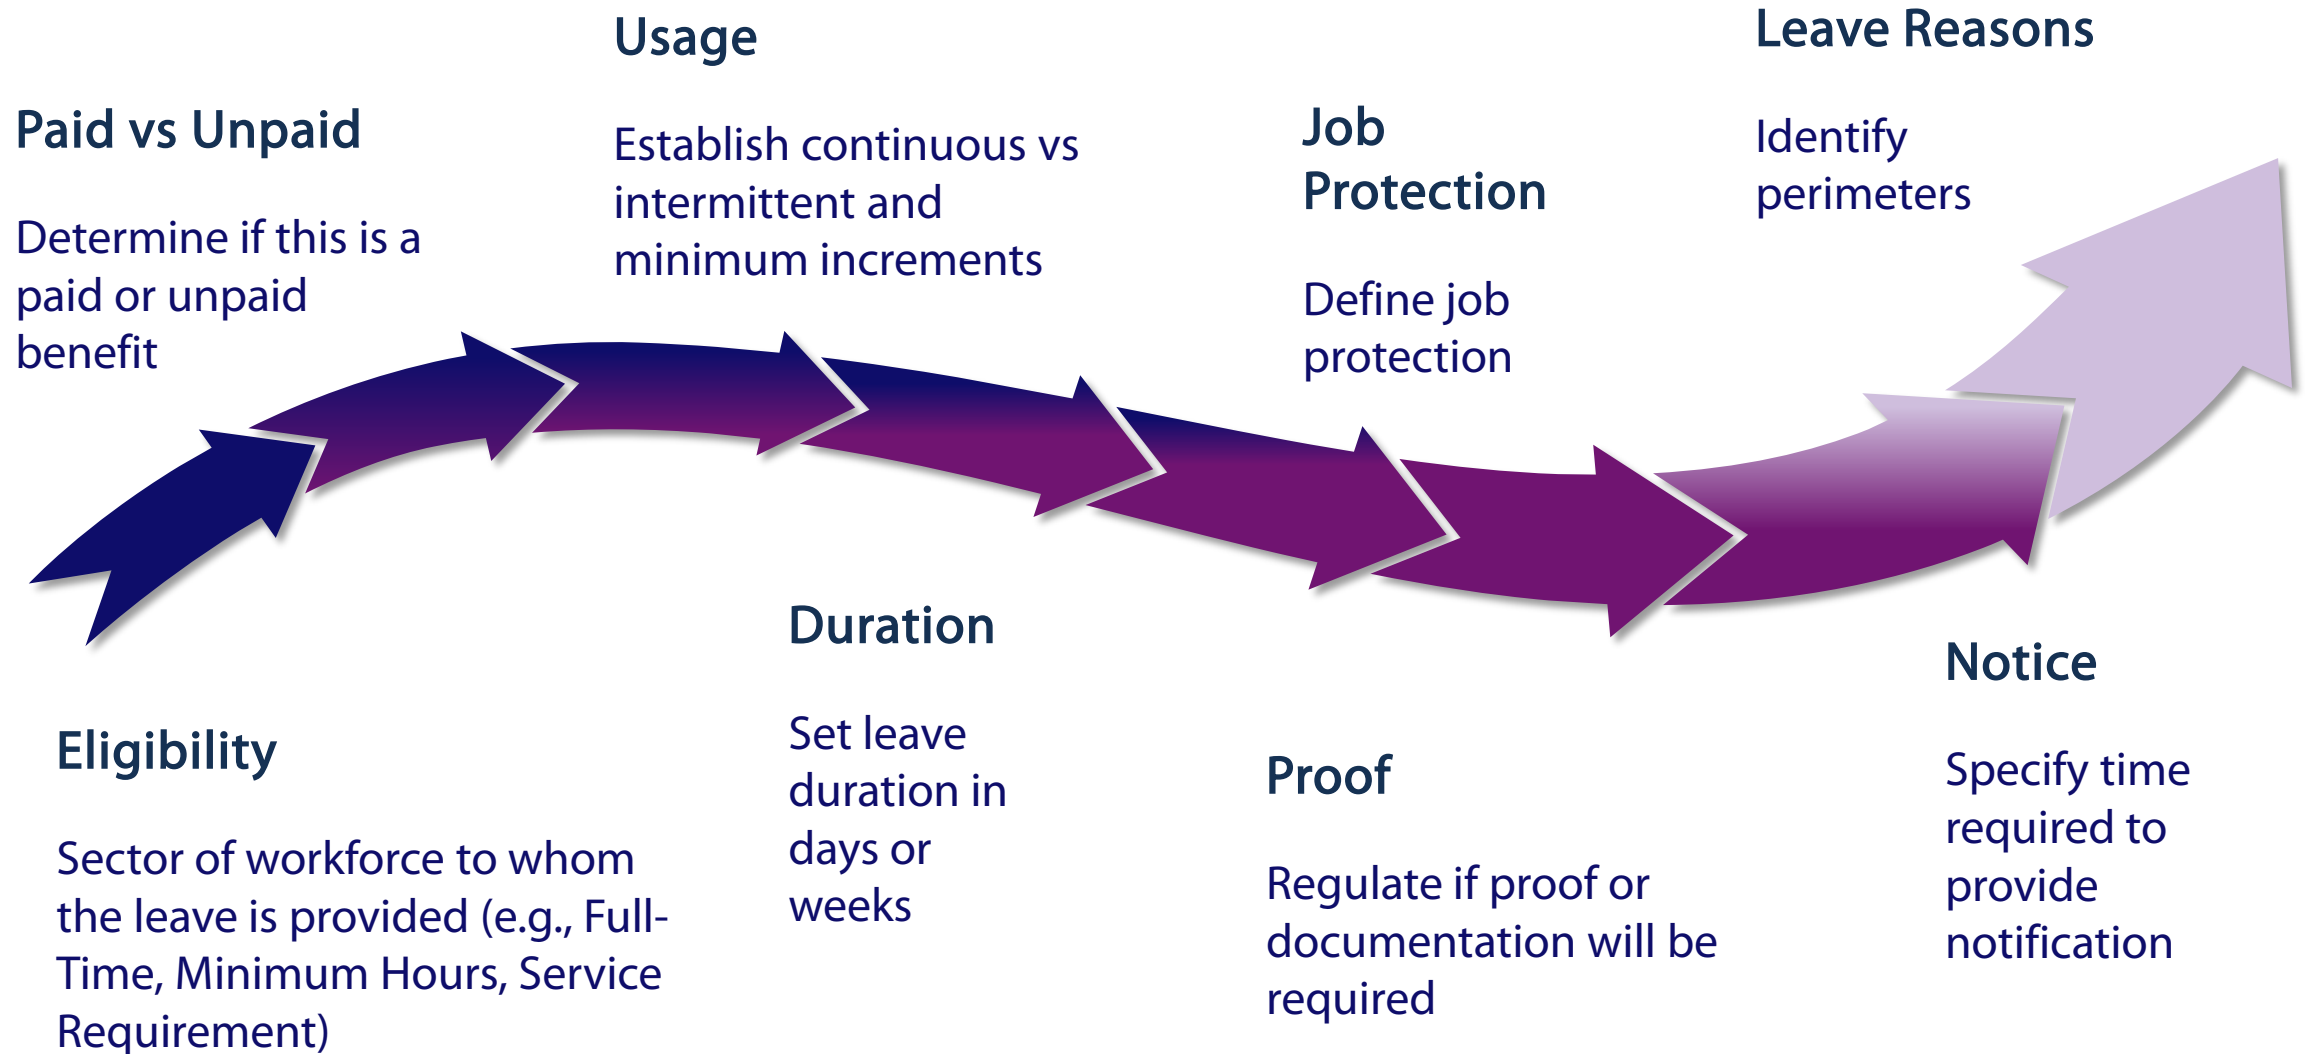 Paid vs Unpaid
Determine if this is a
paid or unpaid
benefit
Usage
Establish continuous vs
intermittent and
minimum increments
Job
Protection
Define job
protection
Leave Reasons
Identify
perimeters
Eligibility
Sector of workforce to whom
the leave is provided (e.g., Full-
Time, Minimum Hours, Service
Requirement)
Duration
Set leave
duration in
days or
weeks
Proof
Regulate if proof or
documentation will be
required
Notice
Specify time
required to
provide
notification